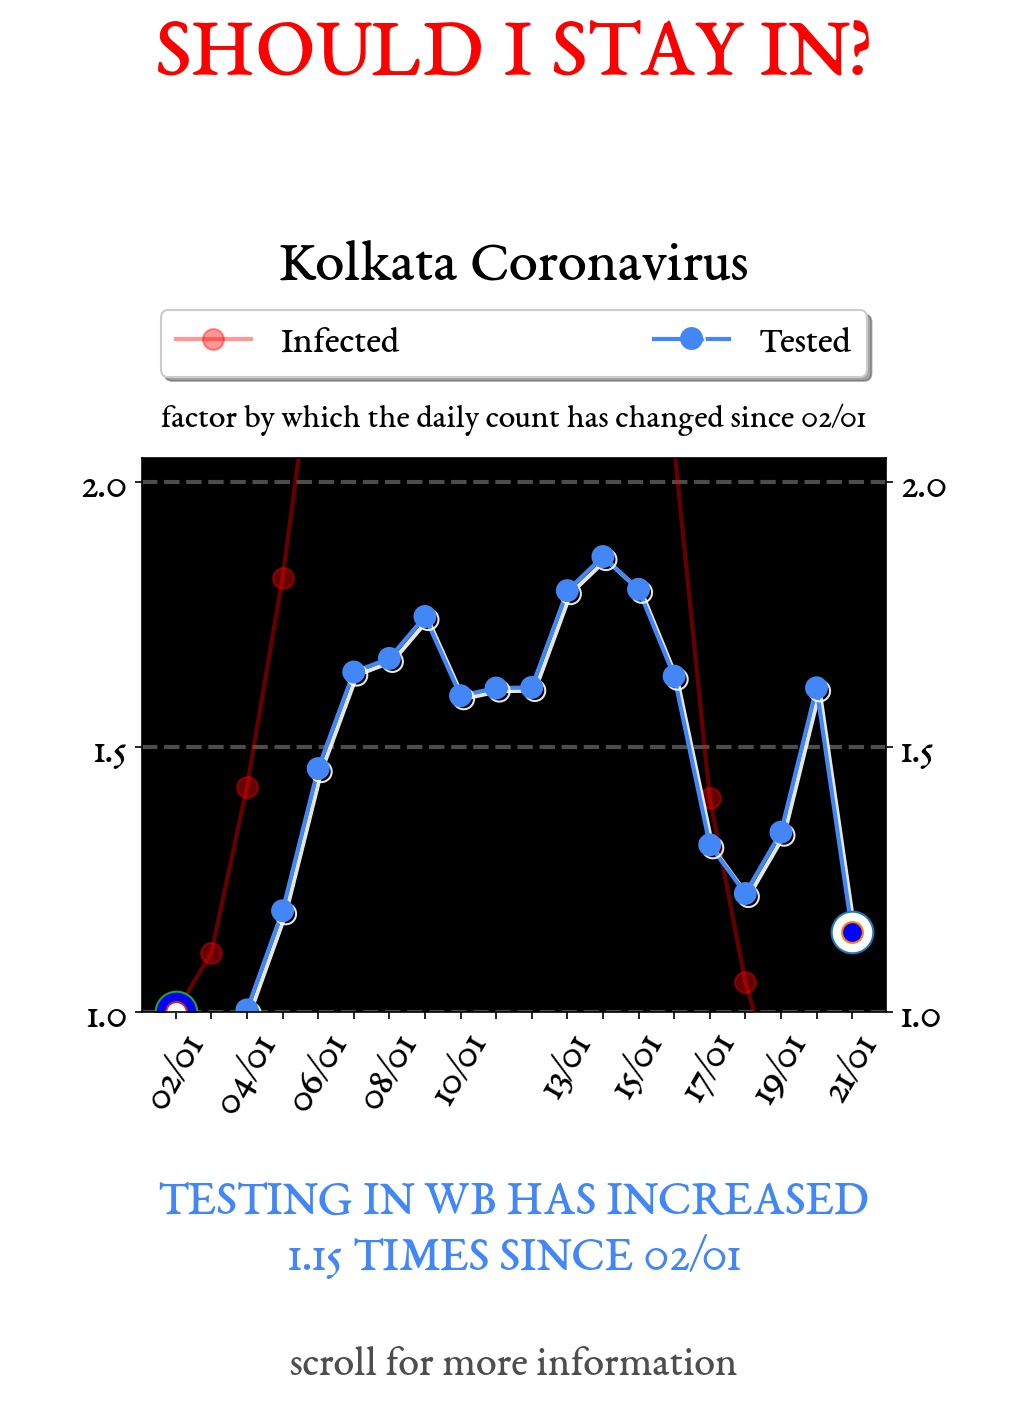 SHOULD I STAY IN?
Kolkata Coronavirus
Infected Tested
factor by which the daily count has changed since 02/01
2.0 2.0
1.5 1.5
1.0 1.0
02/01 04/01 06/01 08/01 10/01 13/01 15/01 17/01 19/01 21/01
TESTING IN WB HAS INCREASED
1.15 TIMES SINCE 02/01
scroll for more information